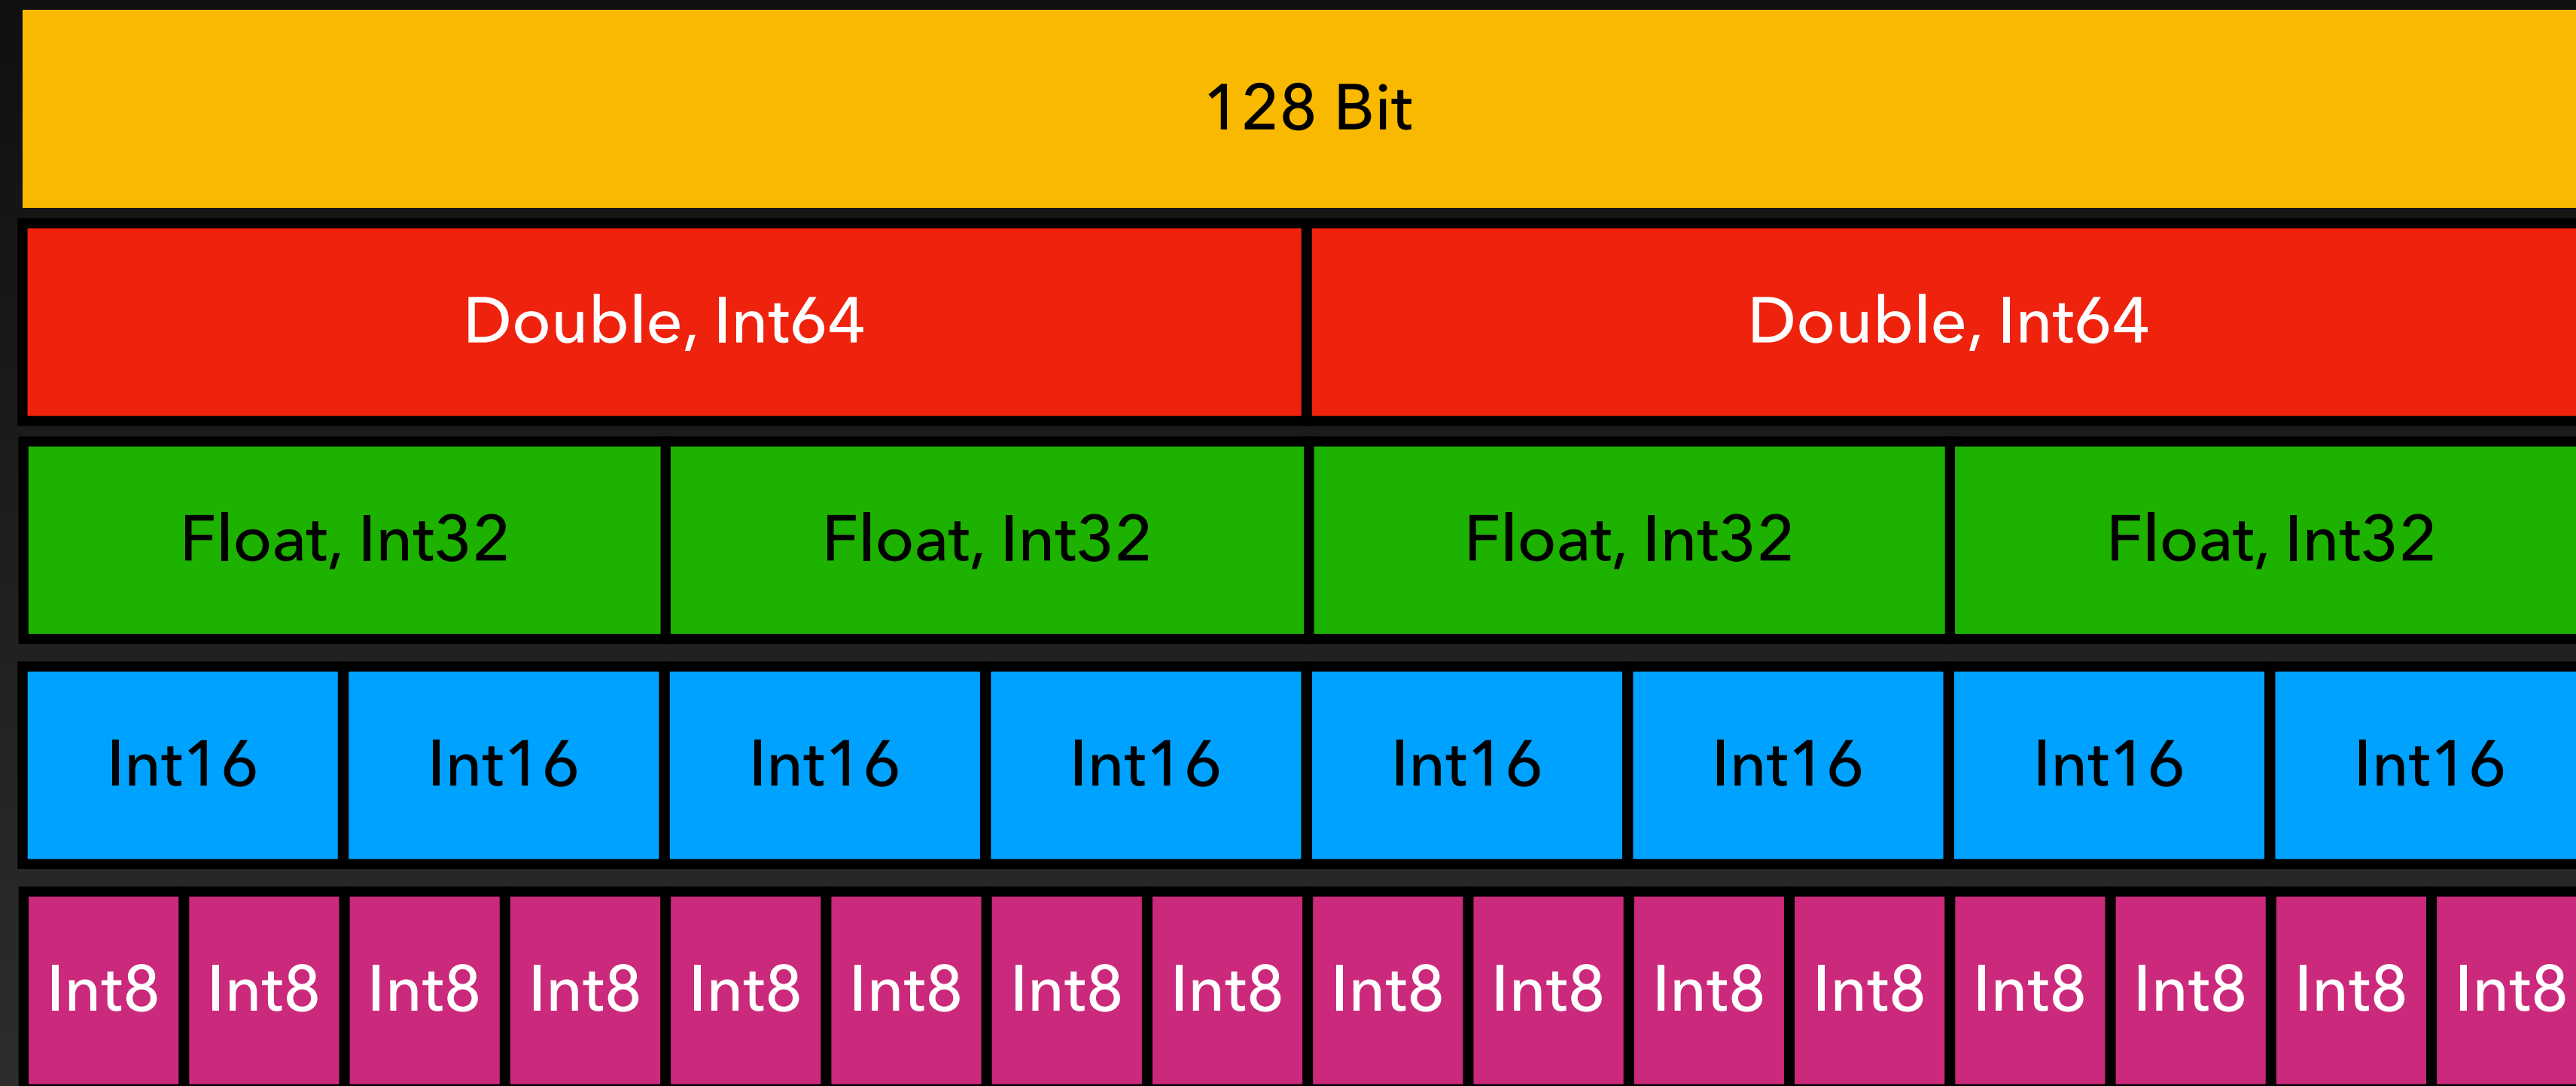 128 Bit
Double, Int64 Double, Int64
Float, Int32 Float, Int32 Float, Int32 Float, Int32
Int16 Int16 Int16 Int16 Int16 Int16 Int16 Int16
Int8 Int8 Int8 Int8 Int8 Int8 Int8 Int8 Int8 Int8 Int8 Int8 Int8 Int8 Int8 Int8